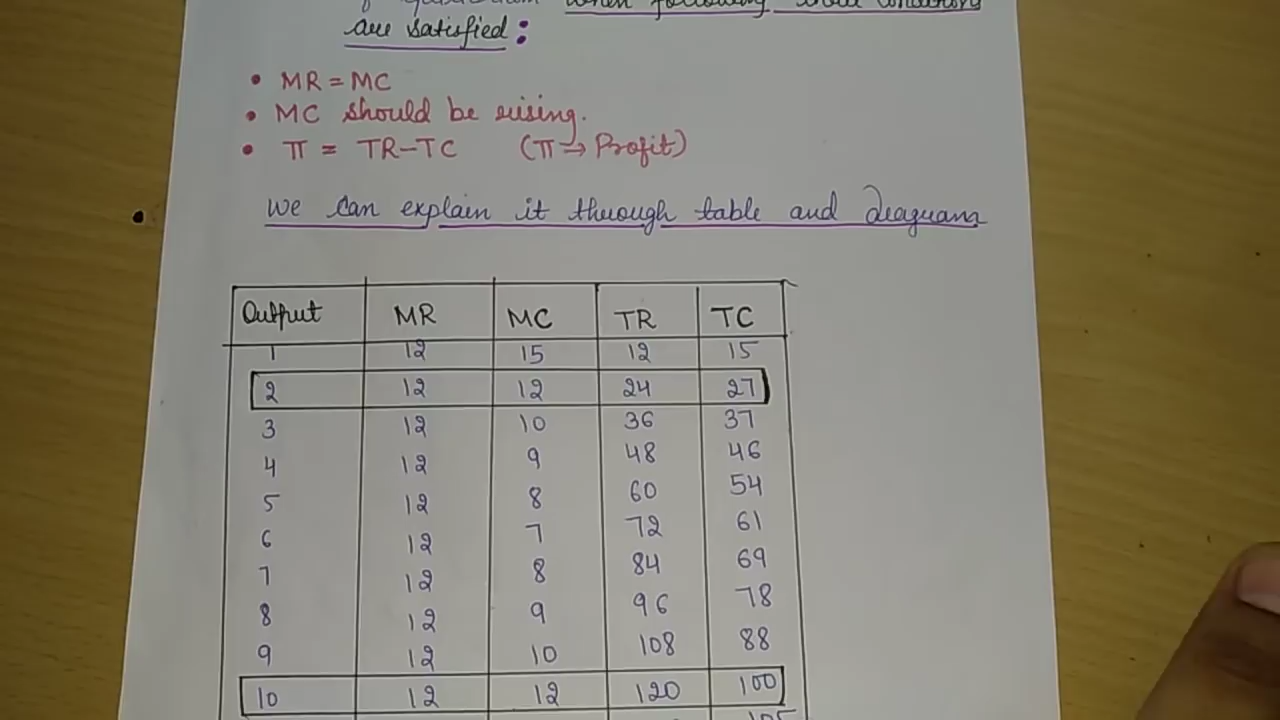 when following
are satisfied:
• MR = MC
• MC should be rising.
• π = TR-TC (π → Profit)
we can explain it through table and diagram
Output MR MC TR TC
1 12 15 12 15
2 12 12 24 27
3 12 10 36 37
4 12 9 48 46
5 12 8 60 54
6 12 7 72 61
7 12 8 84 69
8 12 9 96 78
9 12 10 108 88
10 12 12 120 100